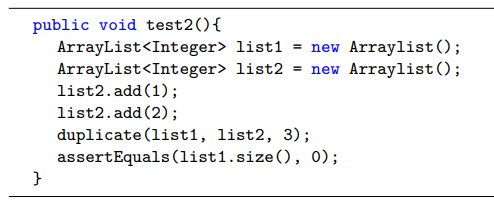 public void test2(){
ArrayList<Integer> list1 = new Arraylist();
ArrayList<Integer> list2 = new Arraylist();
list2.add(1);
list2.add(2);
duplicate(list1, list2, 3);
assertEquals(list1.size(), 0);
}